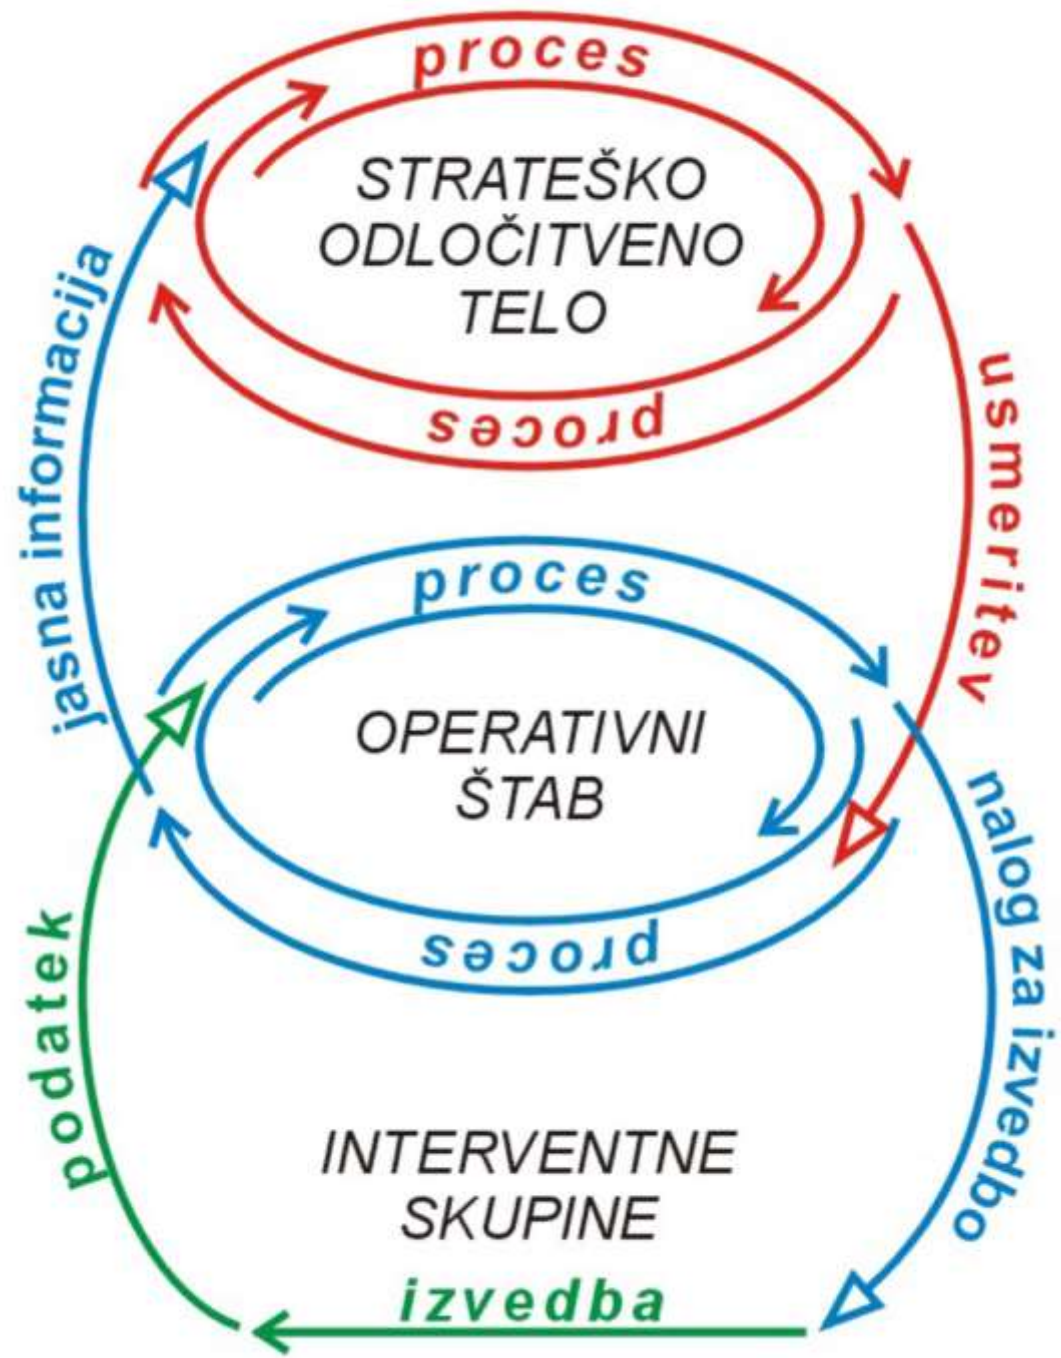 proces
STRATEŠKO
ODLOČITVENO
TELO
proces
jasna informacija
usmeritev
proces
OPERATIVNI
ŠTAB
proces
podatek
nalog za izvedbo
INTERVENTNE
SKUPINE
izvedba